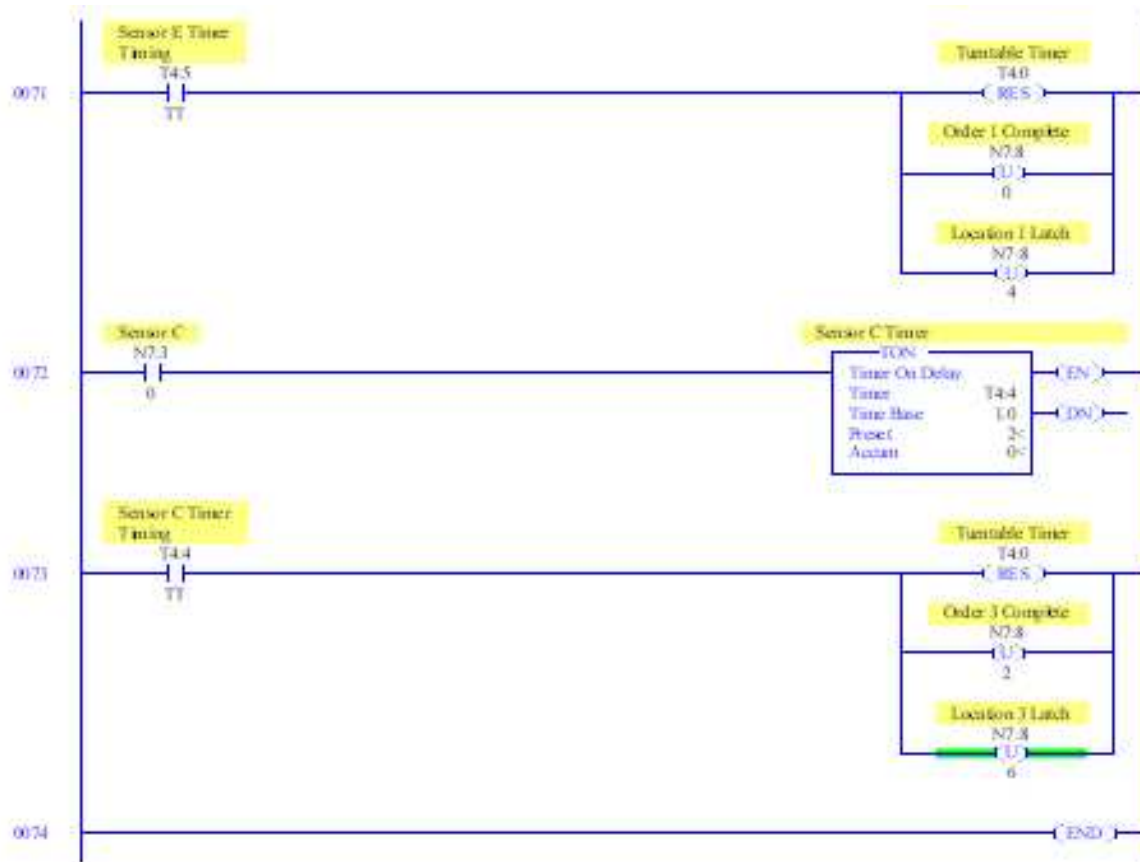 Sensor E Timer
Timing
T4:5
TT
0071
Turntable Timer
T4:0
RES
Order 1 Complete
N7:8
U
0
Location 1 Latch
N7:8
U
4
Sensor C
N7:3
0
0072
Sensor C Timer
TON
Timer On Delay
Timer T4:4
Time Base 1.0
Preset 2<
Accum 0<
EN
DN
Sensor C Timer
Timing
T4:4
TT
0073
Turntable Timer
T4:0
RES
Order 3 Complete
N7:8
U
2
Location 3 Latch
N7:8
U
6
0074
END